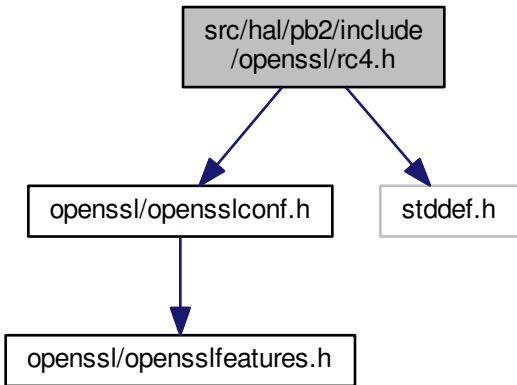 src/hal/pb2/include
/openssl/rc4.h
openssl/opensslconf.h
stddef.h
openssl/opensslfeatures.h